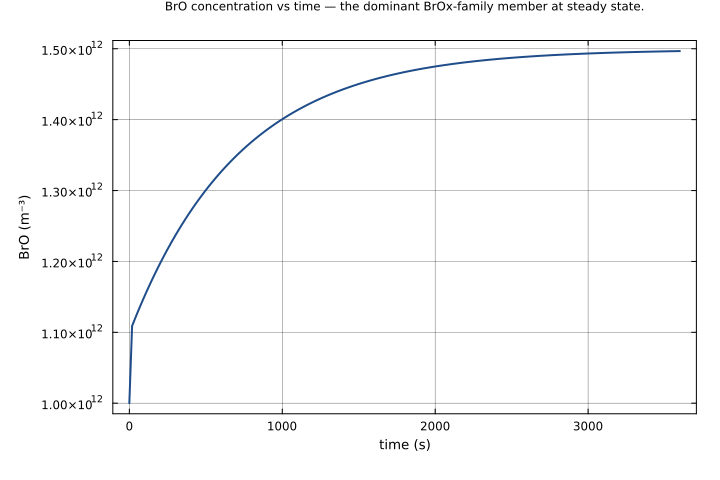 BrO concentration vs time — the dominant BrOx-family member at steady state.
1.50×10¹²
1.40×10¹²
1.30×10¹²
1.20×10¹²
1.10×10¹²
1.00×10¹²
BrO (m⁻³)
0 1000 2000 3000
time (s)